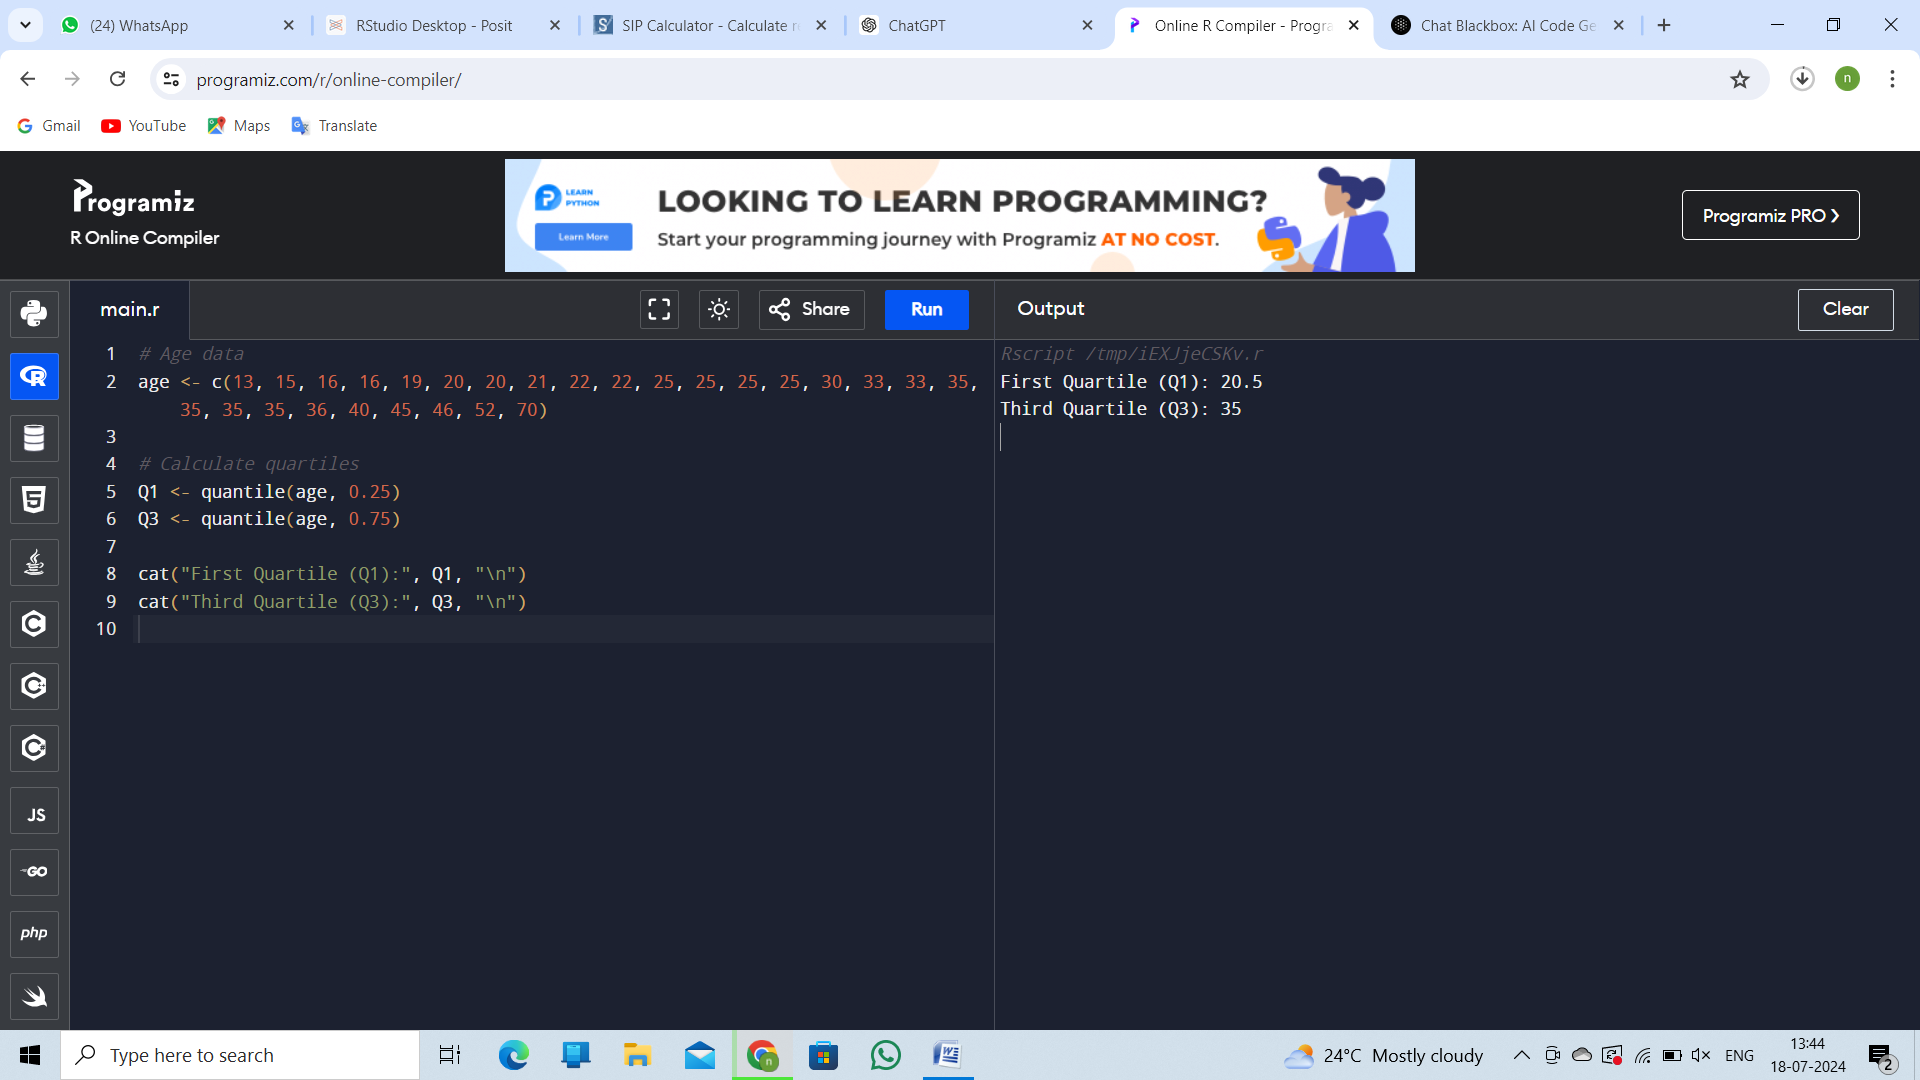 (24) WhatsApp
RStudio Desktop - Posit
SIP Calculator - Calculate re
ChatGPT
Online R Compiler - Progra
Chat Blackbox: AI Code Ge
programiz.com/r/online-compiler/
n
Gmail
YouTube
Maps
Translate
Programiz
R Online Compiler
LEARN
PYTHON
Learn More
LOOKING TO LEARN PROGRAMMING?
Start your programming journey with Programiz AT NO COST.
Programiz PRO ❯
main.r
Share
Run
Output
Clear
1 # Age data
2 age <- c(13, 15, 16, 16, 19, 20, 20, 21, 22, 22, 25, 25, 25, 25, 30, 33, 33, 35,
35, 35, 35, 36, 40, 45, 46, 52, 70)
3
4 # Calculate quartiles
5 Q1 <- quantile(age, 0.25)
6 Q3 <- quantile(age, 0.75)
7
8 cat("First Quartile (Q1):", Q1, "\n")
9 cat("Third Quartile (Q3):", Q3, "\n")
10
Rscript /tmp/iEXJjeCSKv.r
First Quartile (Q1): 20.5
Third Quartile (Q3): 35
JS
GO
php
Type here to search
24°C Mostly cloudy
ENG
13:44
18-07-2024
2